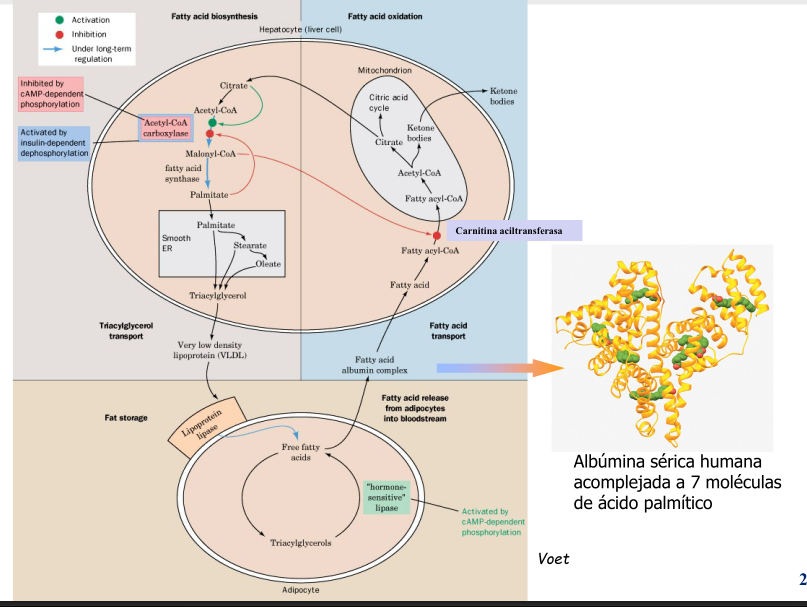 Activation
Inhibition
Under long-term
regulation
Fatty acid biosynthesis
Fatty acid oxidation
Hepatocyte (liver cell)
Inhibited by
cAMP-dependent
phosphorylation
Activated by
insulin-dependent
dephosphorylation
Acetyl-CoA
carboxylase
Citrate
Acetyl-CoA
Malonyl-CoA
fatty acid
synthase
Palmitate
Smooth
ER
Palmitate
Stearate
Oleate
Triacylglycerol
Mitochondrion
Citric acid
cycle
Ketone
bodies
Citrate
Acetyl-CoA
Fatty acyl-CoA
Ketone
bodies
Carnitina aciltransferasa
Fatty acyl-CoA
Fatty acid
Triacylglycerol
transport
Fatty acid
transport
Very low density
lipoprotein (VLDL)
Fatty acid
albumin complex
Fat storage
Fatty acid release
from adipocytes
into bloodstream
Lipoprotein
lipase
Free fatty
acids
"hormone-
sensitive"
lipase
Activated by
cAMP-dependent
phosphorylation
Triacylglycerols
Adipocyte
Albúmina sérica humana
acomplejada a 7 moléculas
de ácido palmítico
Voet
2